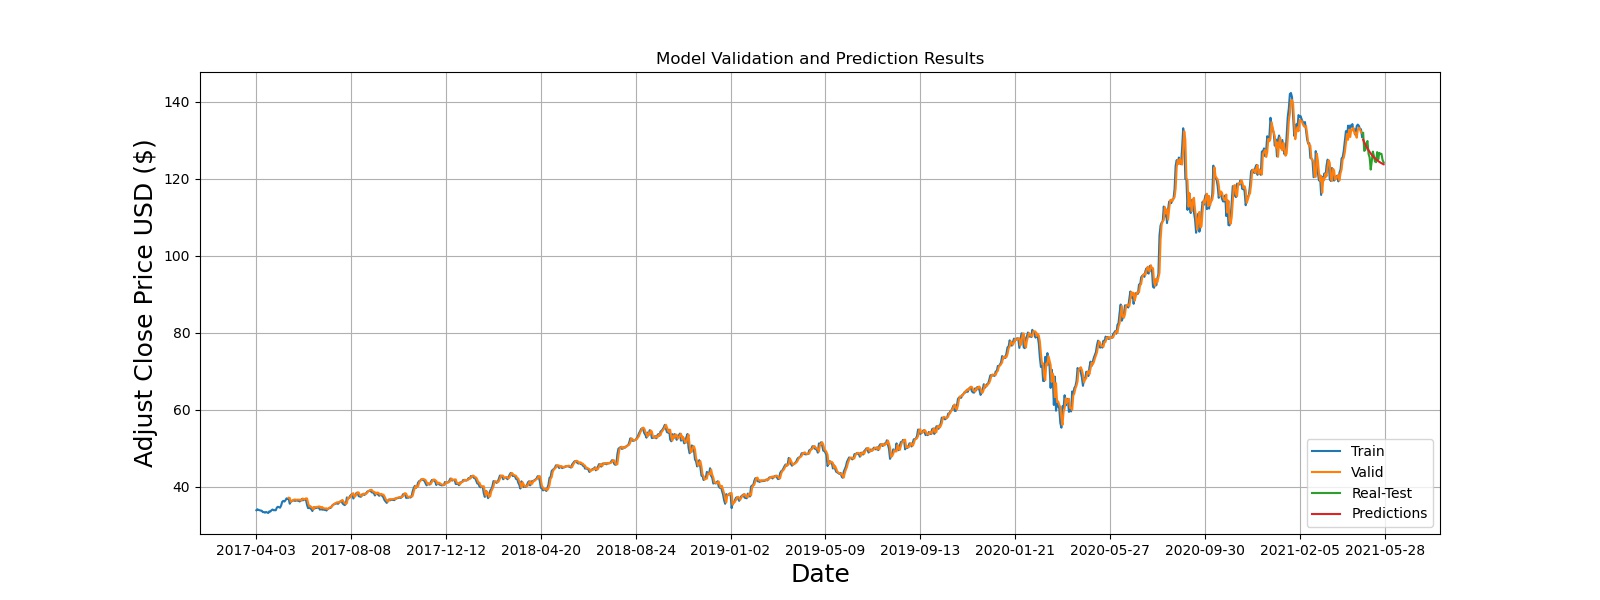 Model Validation and Prediction Results
Adjust Close Price USD ($)
140
120
100
80
60
40
Train
Valid
Real-Test
Predictions
2017-04-03 2017-08-08 2017-12-12 2018-04-20 2018-08-24 2019-01-02 2019-05-09 2019-09-13 2020-01-21 2020-05-27 2020-09-30 2021-02-05 2021-05-28
Date